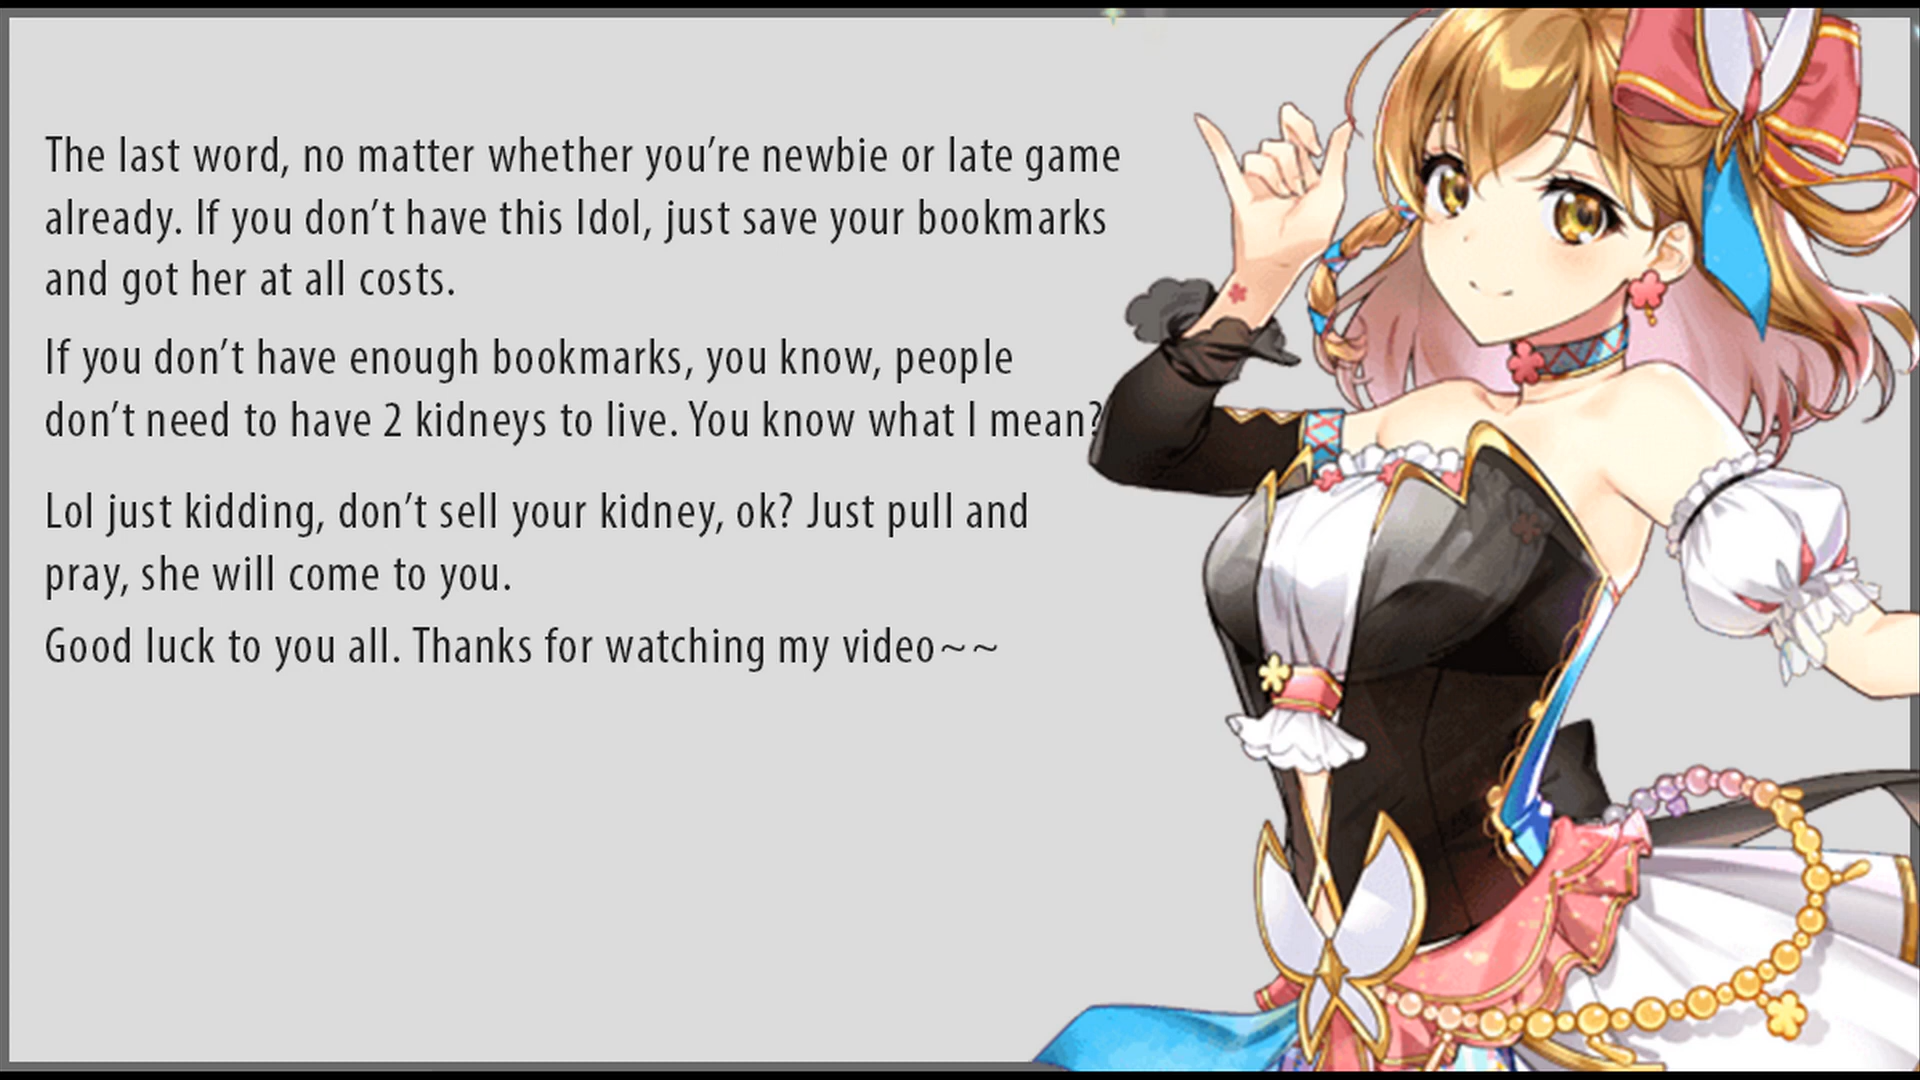 The last word, no matter whether you’re newbie or late game
already. If you don’t have this Idol, just save your bookmarks
and got her at all costs.
If you don’t have enough bookmarks, you know, people
don’t need to have 2 kidneys to live. You know what I mean?
Lol just kidding, don’t sell your kidney, ok? Just pull and
pray, she will come to you.
Good luck to you all. Thanks for watching my video~~